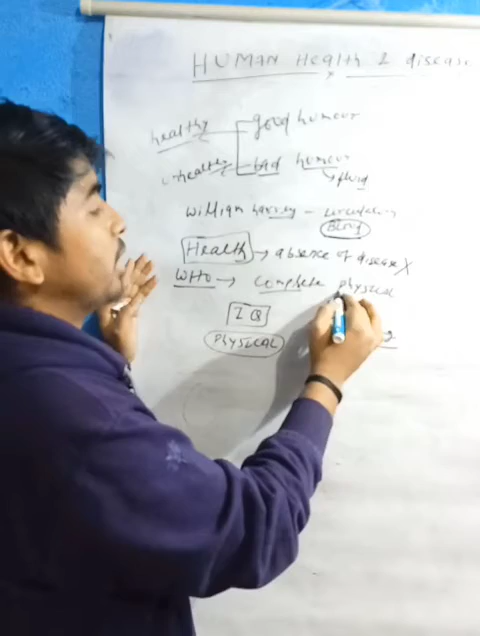 HUMAN Health & disease
healthy good humour
unhealthy bad humour
→ fluid
William harvey - circulation
Blood
Health → absence of disease X
WHO → complete physical
IQ
PHYSICAL